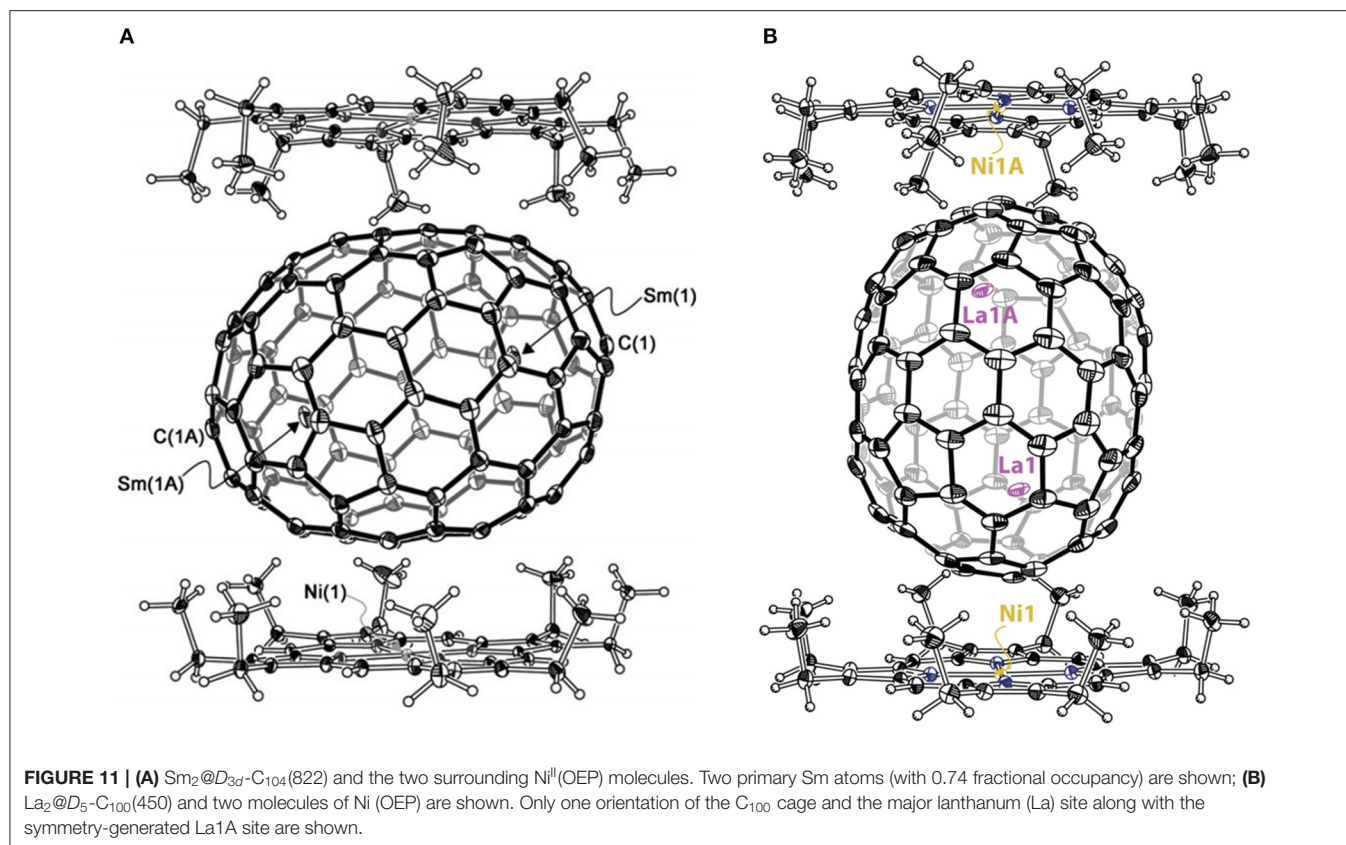 A
B
Ni1A
Sm(1)
C(1)
La1A
C(1A)
La1
Sm(1A)
Ni(1)
Ni1
FIGURE 11 | (A) Sm₂@D₃d-C₁₀₄(822) and the two surrounding Niᴵᴵ(OEP) molecules. Two primary Sm atoms (with 0.74 fractional occupancy) are shown; (B)
La₂@D₅-C₁₀₀(450) and two molecules of Ni (OEP) are shown. Only one orientation of the C₁₀₀ cage and the major lanthanum (La) site along with the
symmetry-generated La1A site are shown.